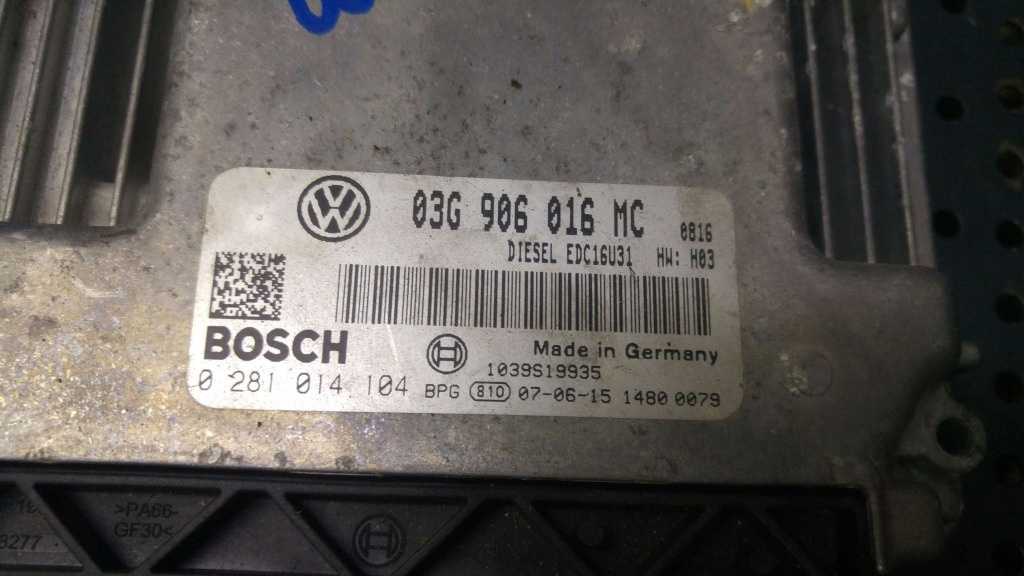 03G 906 016 MC 0816
DIESEL EDC16U31 HW: H03
BOSCH
Made in Germany
1039S19935
0 281 014 104 BPG 810 07-06-15 1480 0079
>PA66-
GF30<